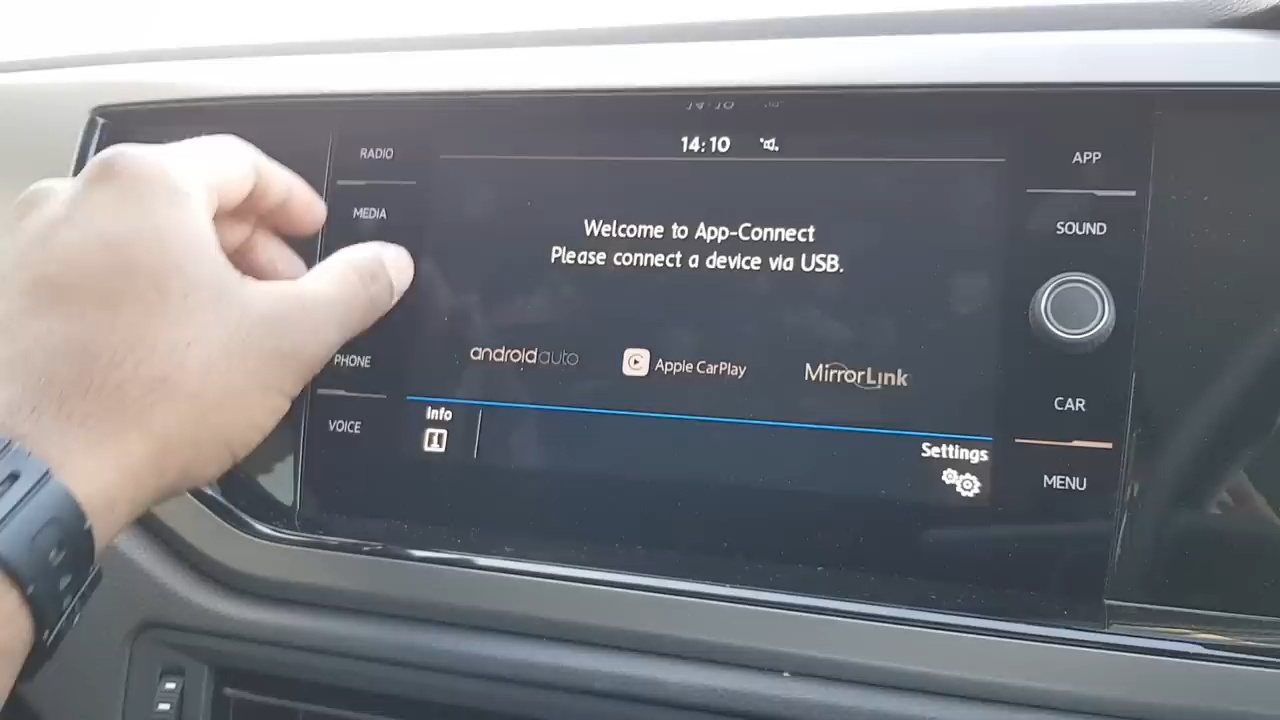 14:10
RADIO
MEDIA
PHONE
VOICE
Welcome to App-Connect
Please connect a device via USB.
androidauto
Apple CarPlay
MirrorLink
Info
Settings
APP
SOUND
CAR
MENU